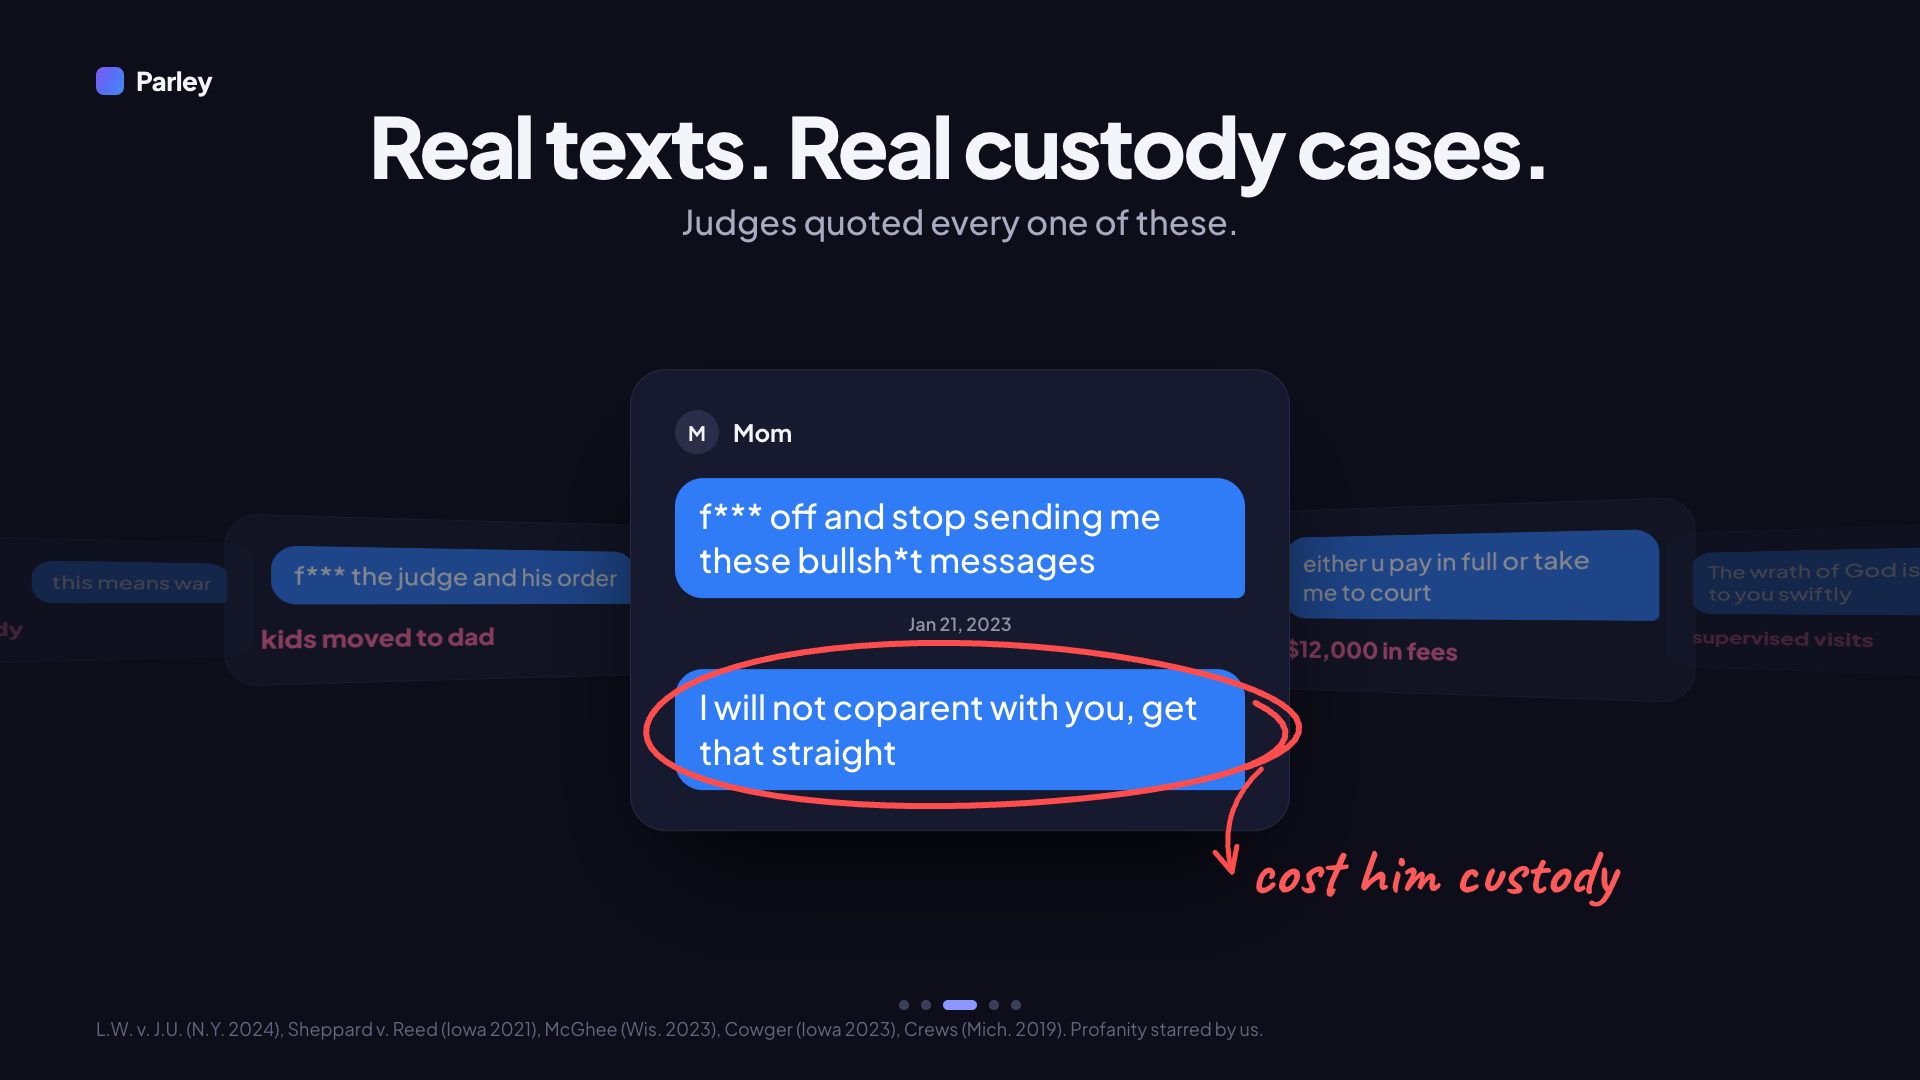 Parley
Real texts. Real custody cases.
Judges quoted every one of these.
M Mom
f*** off and stop sending me
these bullsh*t messages
Jan 21, 2023
I will not coparent with you, get
that straight
cost him custody
this means war
dy
f*** the judge and his order
kids moved to dad
either u pay in full or take
me to court
$12,000 in fees
The wrath of God is
to you swiftly
supervised visits
L.W. v. J.U. (N.Y. 2024), Sheppard v. Reed (Iowa 2021), McGhee (Wis. 2023), Cowger (Iowa 2023), Crews (Mich. 2019). Profanity starred by us.